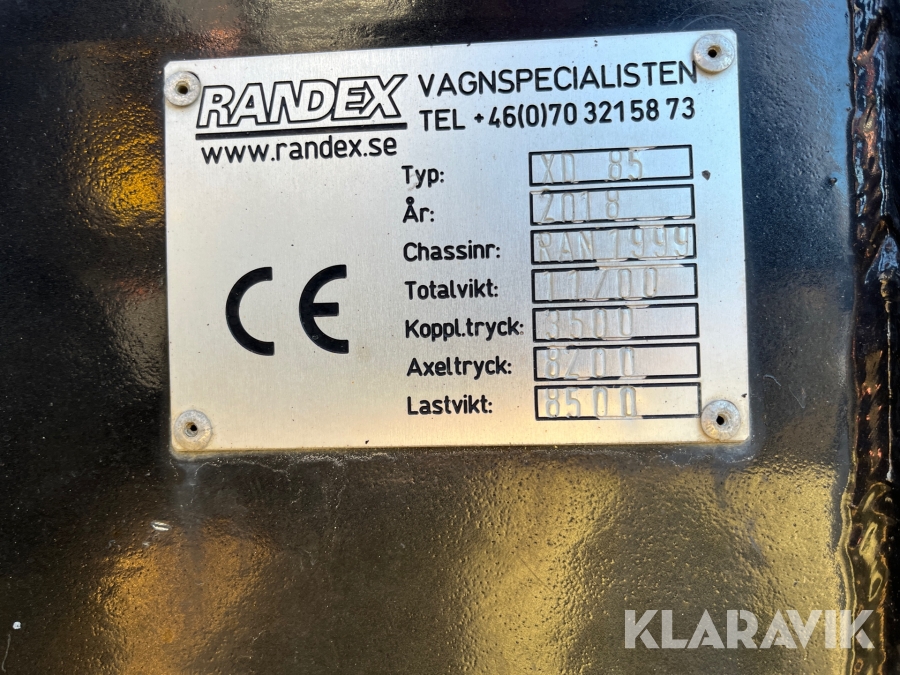 RANDEX VAGNSPECIALISTEN
TEL +46(0)70 321 58 73
www.randex.se
Typ: XD 85
År: 2018
Chassinr: RAN 1999
Totalvikt: 11700
Koppl.tryck: 3500
Axeltryck: 8200
Lastvikt: 8500
CE
KLARAVIK